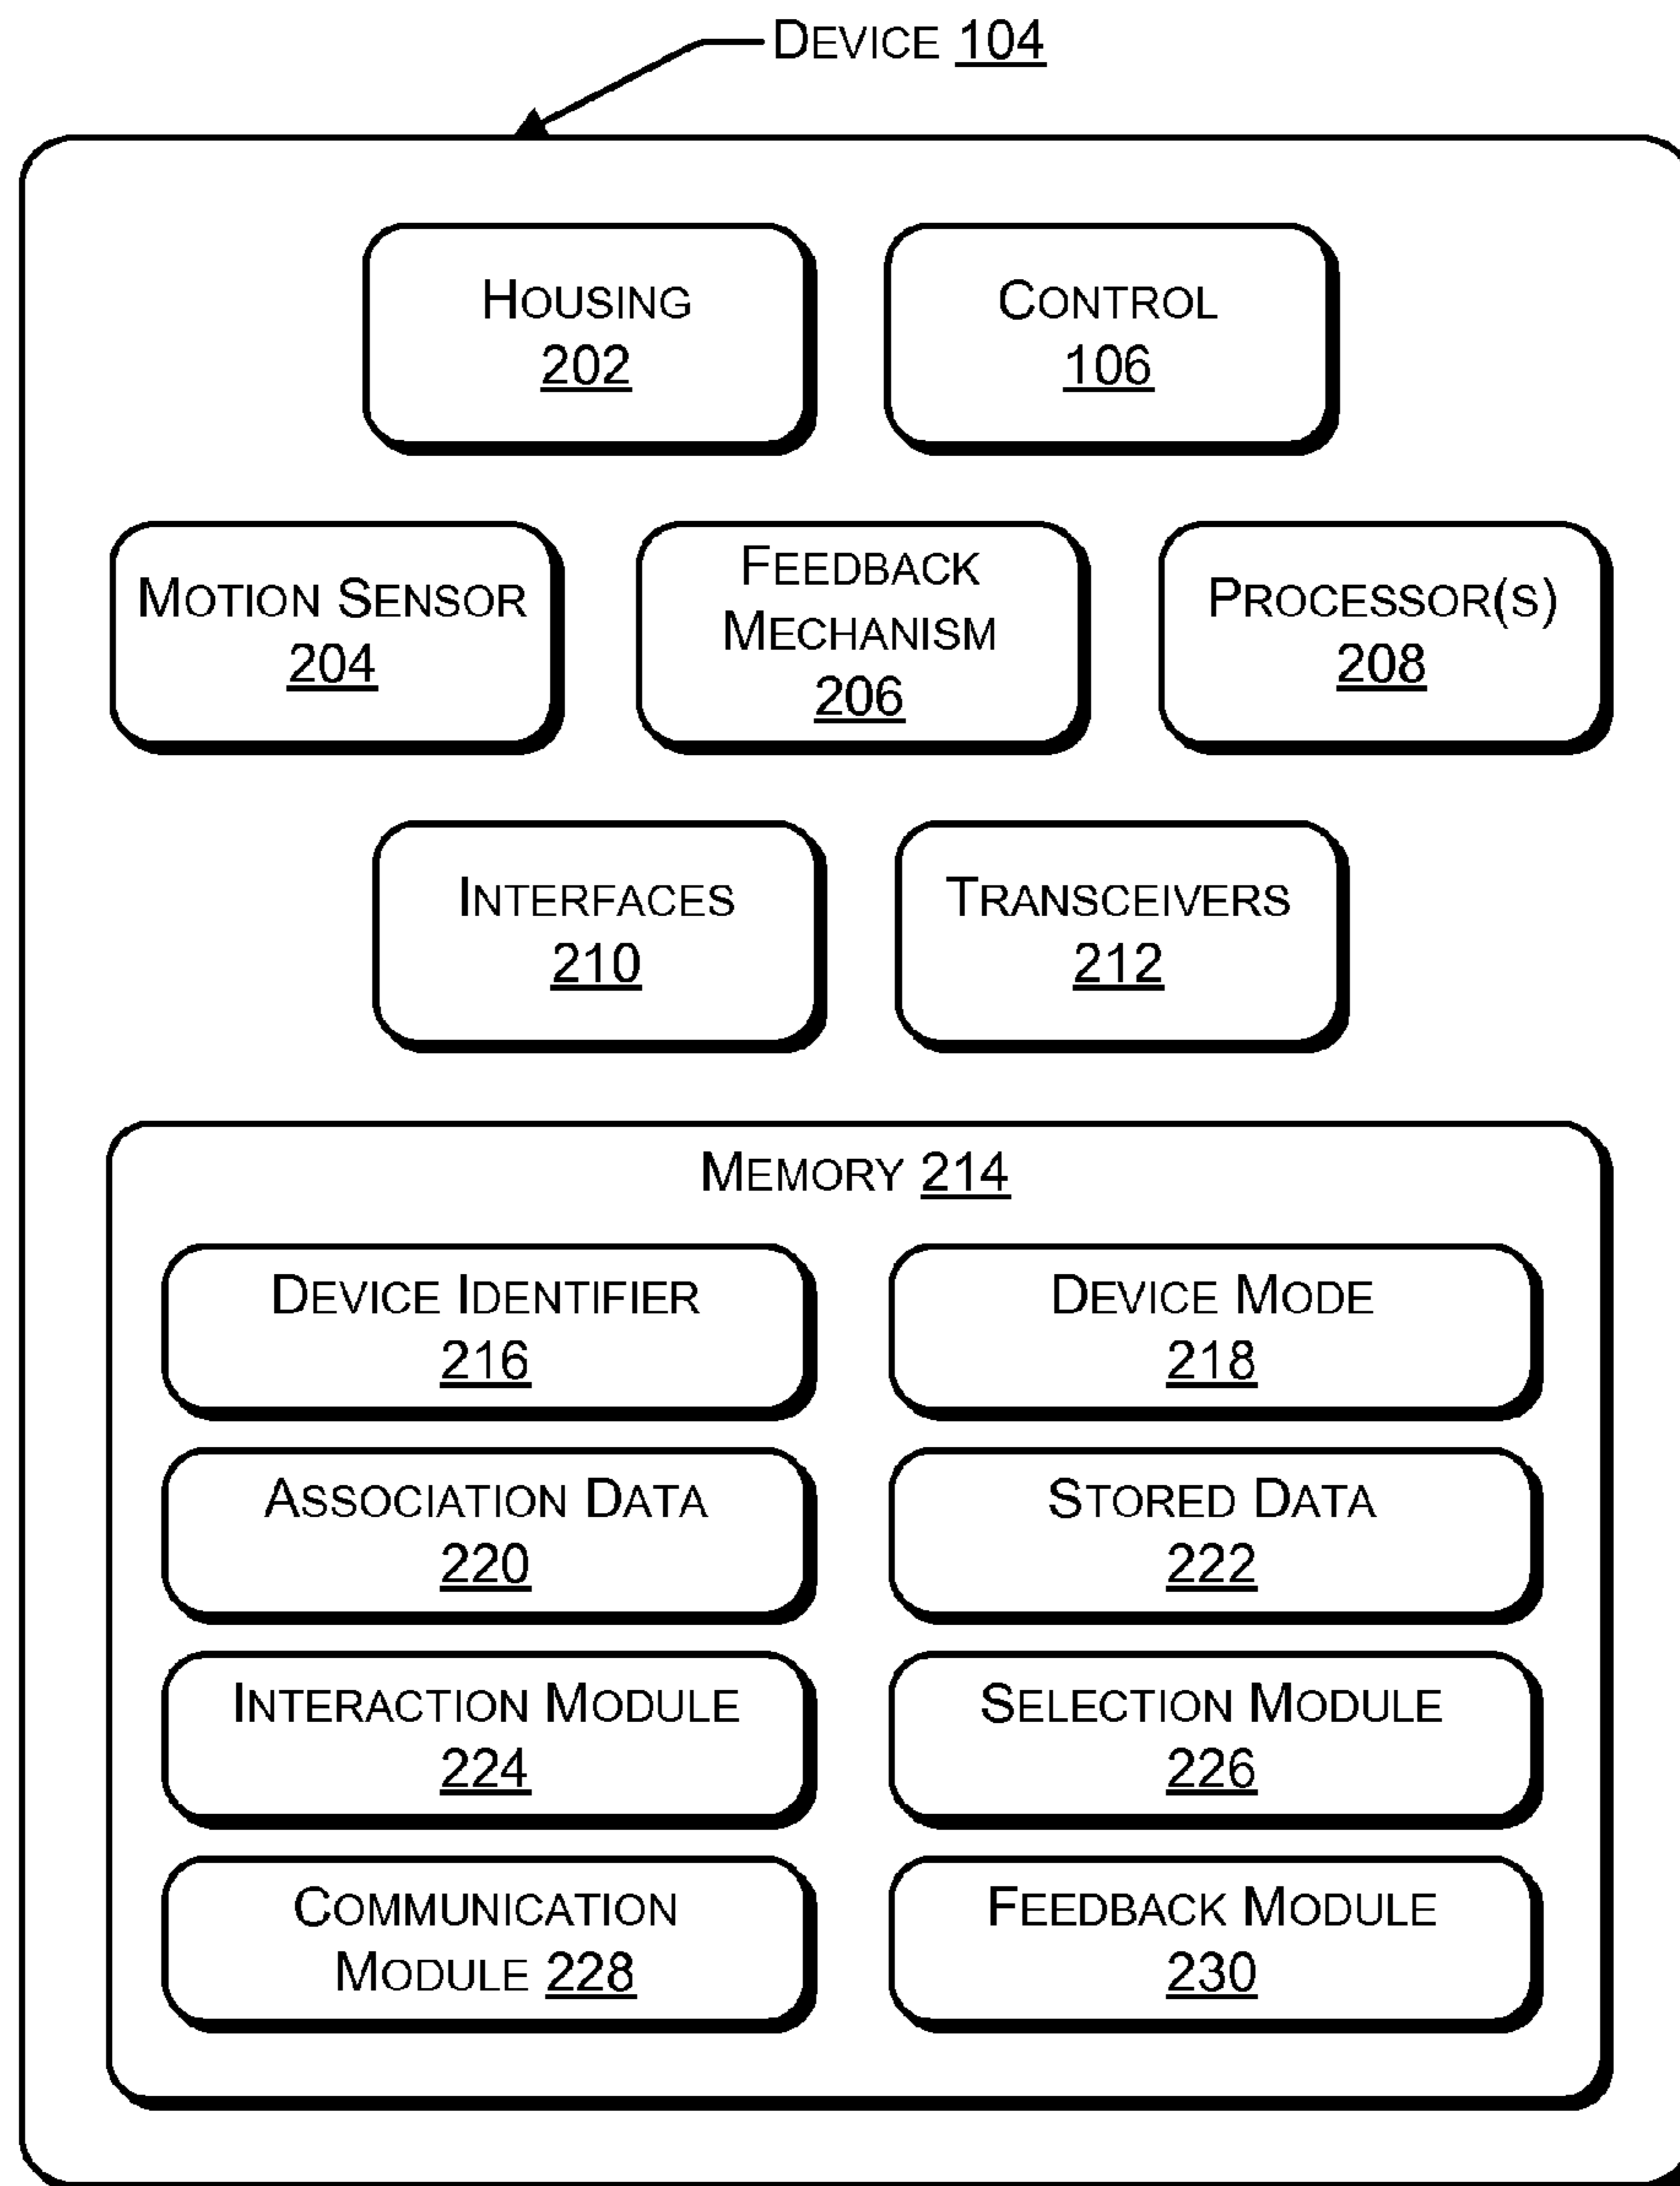 DEVICE 104
HOUSING
202
CONTROL
106
MOTION SENSOR
204
FEEDBACK
MECHANISM
206
PROCESSOR(S)
208
INTERFACES
210
TRANSCEIVERS
212
MEMORY 214
DEVICE IDENTIFIER
216
DEVICE MODE
218
ASSOCIATION DATA
220
STORED DATA
222
INTERACTION MODULE
224
SELECTION MODULE
226
COMMUNICATION
MODULE 228
FEEDBACK MODULE
230